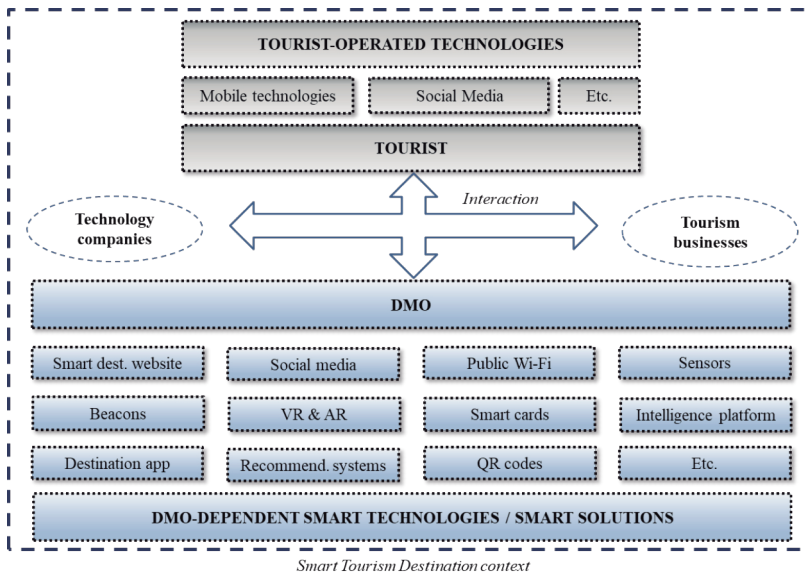 TOURIST-OPERATED TECHNOLOGIES
Mobile technologies
Social Media
Etc.
TOURIST
Interaction
Technology
companies
Tourism
businesses
DMO
Smart dest. website
Social media
Public Wi-Fi
Sensors
Beacons
VR & AR
Smart cards
Intelligence platform
Destination app
Recommend. systems
QR codes
Etc.
DMO-DEPENDENT SMART TECHNOLOGIES / SMART SOLUTIONS
Smart Tourism Destination context